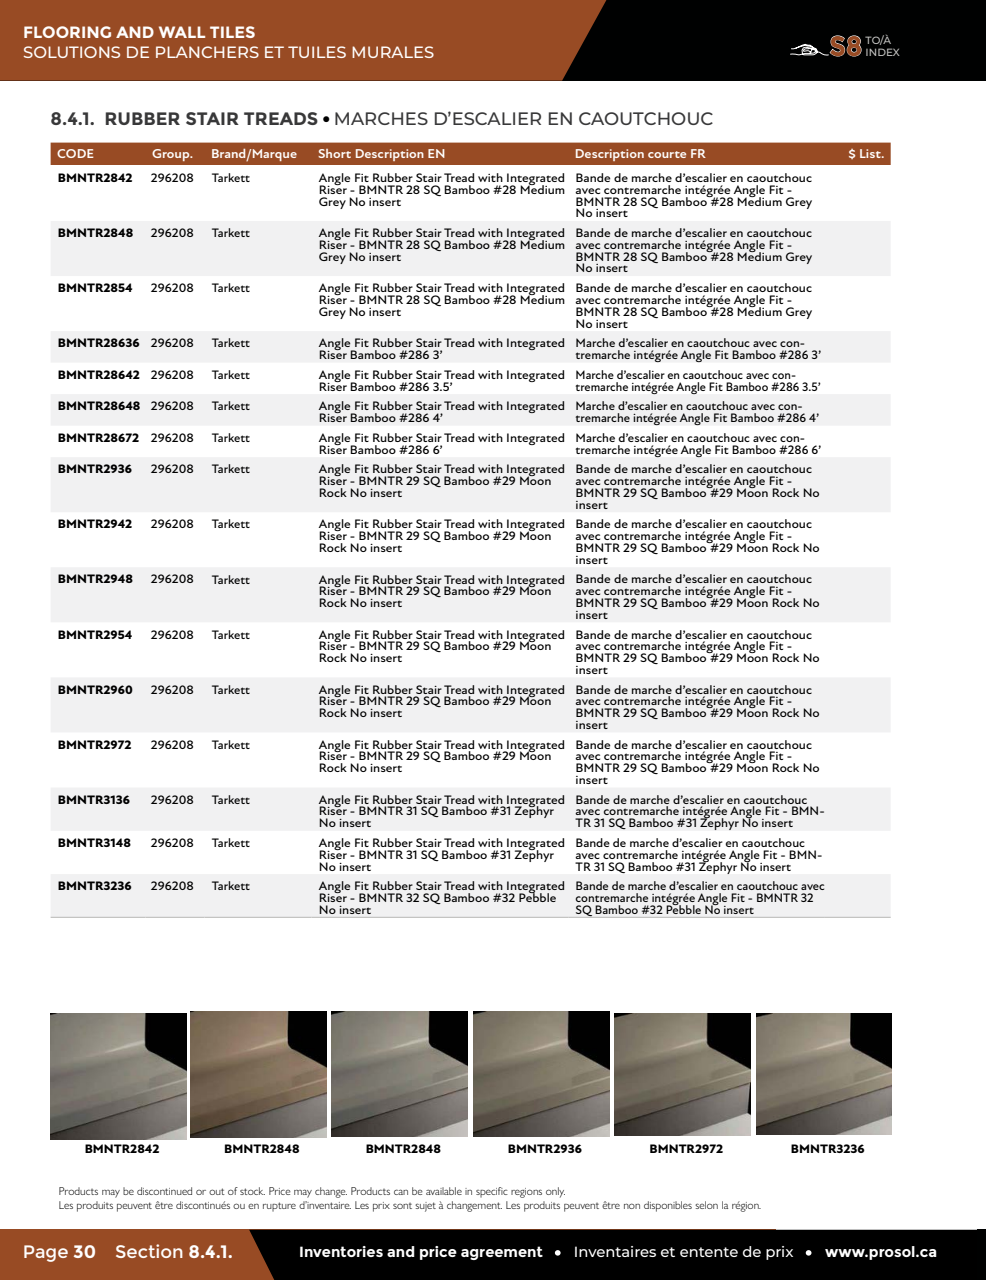 FLOORING AND WALL TILES
SOLUTIONS DE PLANCHERS ET TUILES MURALES
S8 TO/À
INDEX
8.4.1. RUBBER STAIR TREADS • MARCHES D’ESCALIER EN CAOUTCHOUC
CODE Group. Brand/Marque Short Description EN Description courte FR $ List.
BMNTR2842 296208 Tarkett Angle Fit Rubber Stair Tread with Integrated Bande de marche d’escalier en caoutchouc
Riser - BMNTR 28 SQ Bamboo #28 Medium avec contremarche intégrée Angle Fit -
Grey No insert BMNTR 28 SQ Bamboo #28 Medium Grey
No insert
BMNTR2848 296208 Tarkett Angle Fit Rubber Stair Tread with Integrated Bande de marche d’escalier en caoutchouc
Riser - BMNTR 28 SQ Bamboo #28 Medium avec contremarche intégrée Angle Fit -
Grey No insert BMNTR 28 SQ Bamboo #28 Medium Grey
No insert
BMNTR2854 296208 Tarkett Angle Fit Rubber Stair Tread with Integrated Bande de marche d’escalier en caoutchouc
Riser - BMNTR 28 SQ Bamboo #28 Medium avec contremarche intégrée Angle Fit -
Grey No insert BMNTR 28 SQ Bamboo #28 Medium Grey
No insert
BMNTR28636 296208 Tarkett Angle Fit Rubber Stair Tread with Integrated Marche d’escalier en caoutchouc avec con-
Riser Bamboo #286 3’ tremarche intégrée Angle Fit Bamboo #286 3’
BMNTR28642 296208 Tarkett Angle Fit Rubber Stair Tread with Integrated Marche d’escalier en caoutchouc avec con-
Riser Bamboo #286 3.5’ tremarche intégrée Angle Fit Bamboo #286 3.5’
BMNTR28648 296208 Tarkett Angle Fit Rubber Stair Tread with Integrated Marche d’escalier en caoutchouc avec con-
Riser Bamboo #286 4’ tremarche intégrée Angle Fit Bamboo #286 4’
BMNTR28672 296208 Tarkett Angle Fit Rubber Stair Tread with Integrated Marche d’escalier en caoutchouc avec con-
Riser Bamboo #286 6’ tremarche intégrée Angle Fit Bamboo #286 6’
BMNTR2936 296208 Tarkett Angle Fit Rubber Stair Tread with Integrated Bande de marche d’escalier en caoutchouc
Riser - BMNTR 29 SQ Bamboo #29 Moon avec contremarche intégrée Angle Fit -
Rock No insert BMNTR 29 SQ Bamboo #29 Moon Rock No
insert
BMNTR2942 296208 Tarkett Angle Fit Rubber Stair Tread with Integrated Bande de marche d’escalier en caoutchouc
Riser - BMNTR 29 SQ Bamboo #29 Moon avec contremarche intégrée Angle Fit -
Rock No insert BMNTR 29 SQ Bamboo #29 Moon Rock No
insert
BMNTR2948 296208 Tarkett Angle Fit Rubber Stair Tread with Integrated Bande de marche d’escalier en caoutchouc
Riser - BMNTR 29 SQ Bamboo #29 Moon avec contremarche intégrée Angle Fit -
Rock No insert BMNTR 29 SQ Bamboo #29 Moon Rock No
insert
BMNTR2954 296208 Tarkett Angle Fit Rubber Stair Tread with Integrated Bande de marche d’escalier en caoutchouc
Riser - BMNTR 29 SQ Bamboo #29 Moon avec contremarche intégrée Angle Fit -
Rock No insert BMNTR 29 SQ Bamboo #29 Moon Rock No
insert
BMNTR2960 296208 Tarkett Angle Fit Rubber Stair Tread with Integrated Bande de marche d’escalier en caoutchouc
Riser - BMNTR 29 SQ Bamboo #29 Moon avec contremarche intégrée Angle Fit -
Rock No insert BMNTR 29 SQ Bamboo #29 Moon Rock No
insert
BMNTR2972 296208 Tarkett Angle Fit Rubber Stair Tread with Integrated Bande de marche d’escalier en caoutchouc
Riser - BMNTR 29 SQ Bamboo #29 Moon avec contremarche intégrée Angle Fit -
Rock No insert BMNTR 29 SQ Bamboo #29 Moon Rock No
insert
BMNTR3136 296208 Tarkett Angle Fit Rubber Stair Tread with Integrated Bande de marche d’escalier en caoutchouc
Riser - BMNTR 31 SQ Bamboo #31 Zephyr avec contremarche intégrée Angle Fit - BMN-
No insert TR 31 SQ Bamboo #31 Zephyr No insert
BMNTR3148 296208 Tarkett Angle Fit Rubber Stair Tread with Integrated Bande de marche d’escalier en caoutchouc
Riser - BMNTR 31 SQ Bamboo #31 Zephyr avec contremarche intégrée Angle Fit - BMN-
No insert TR 31 SQ Bamboo #31 Zephyr No insert
BMNTR3236 296208 Tarkett Angle Fit Rubber Stair Tread with Integrated Bande de marche d’escalier en caoutchouc avec
Riser - BMNTR 32 SQ Bamboo #32 Pebble contremarche intégrée Angle Fit - BMNTR 32
No insert SQ Bamboo #32 Pebble No insert
BMNTR2842 BMNTR2848 BMNTR2848 BMNTR2936 BMNTR2972 BMNTR3236
Products may be discontinued or out of stock. Price may change. Products can be available in specific regions only.
Les produits peuvent être discontinués ou en rupture d’inventaire. Les prix sont sujet à changement. Les produits peuvent être non disponibles selon la région.
Page 30 Section 8.4.1. Inventories and price agreement • Inventaires et entente de prix • www.prosol.ca